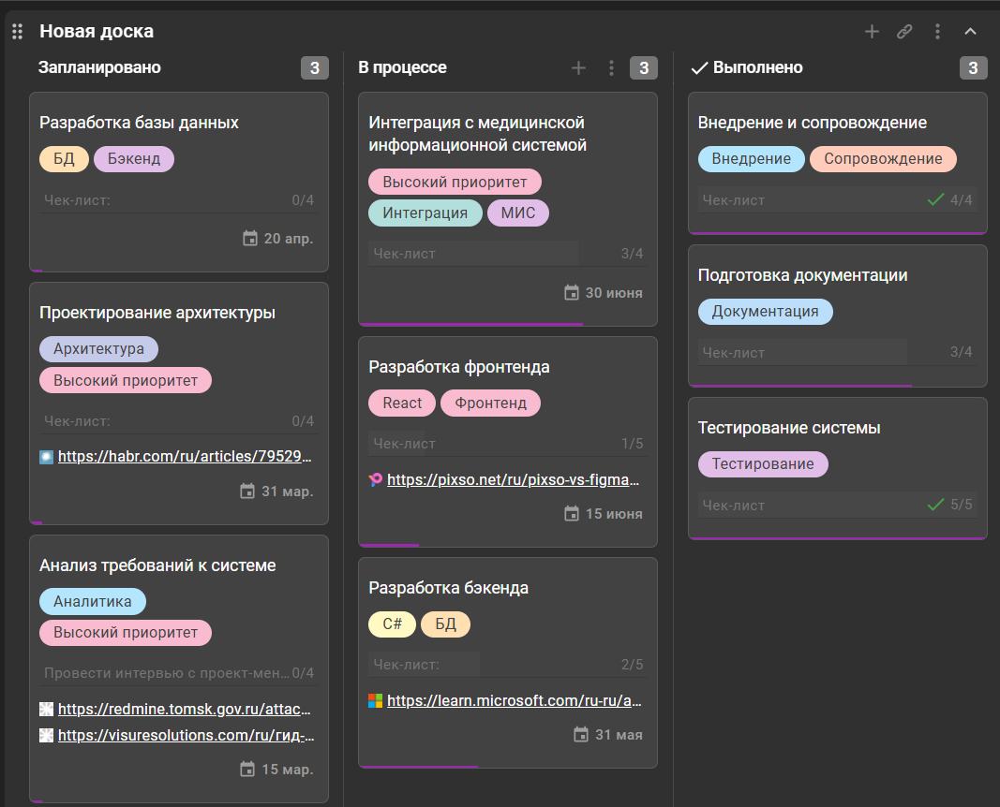 Новая доска
Запланировано 3
Разработка базы данных
БД Бэкенд
Чек-лист: 0/4
20 апр.
Проектирование архитектуры
Архитектура
Высокий приоритет
Чек-лист: 0/4
https://habr.com/ru/articles/79529...
31 мар.
Анализ требований к системе
Аналитика
Высокий приоритет
Провести интервью с проект-мен... 0/4
https://redmine.tomsk.gov.ru/attac...
https://visuresolutions.com/ru/гид-...
15 мар.
В процессе 3
Интеграция с медицинской
информационной системой
Высокий приоритет
Интеграция МИС
Чек-лист 3/4
30 июня
Разработка фронтенда
React Фронтенд
Чек-лист 1/5
https://pixso.net/ru/pixso-vs-figma...
15 июня
Разработка бэкенда
C# БД
Чек-лист: 2/5
https://learn.microsoft.com/ru-ru/a...
31 мая
Выполнено 3
Внедрение и сопровождение
Внедрение Сопровождение
Чек-лист 4/4
Подготовка документации
Документация
Чек-лист 3/4
Тестирование системы
Тестирование
Чек-лист 5/5